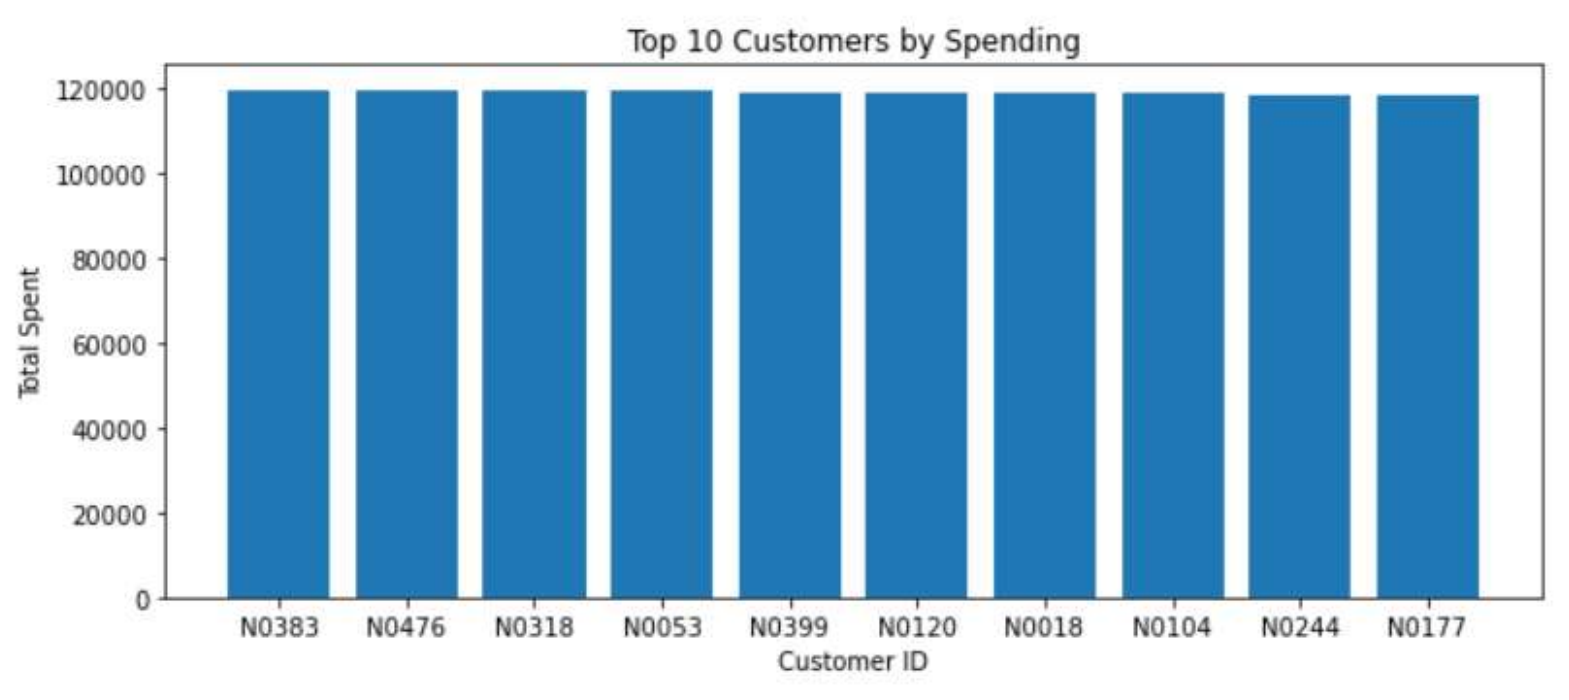 Top 10 Customers by Spending
120000
100000
80000
60000
40000
20000
0
Total Spent
N0383 N0476 N0318 N0053 N0399 N0120 N0018 N0104 N0244 N0177
Customer ID